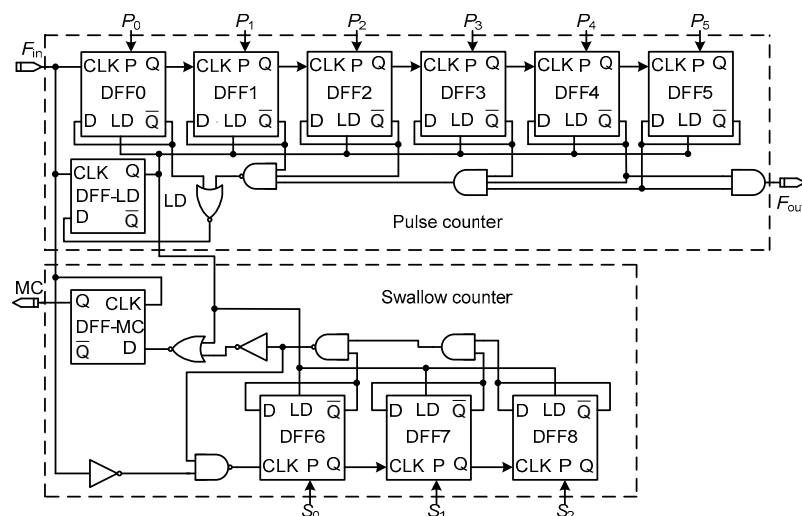 P0 P1 P2 P3 P4 P5
Fin
CLK P Q CLK P Q CLK P Q CLK P Q CLK P Q CLK P Q
DFF0 DFF1 DFF2 DFF3 DFF4 DFF5
D LD Q̅ D LD Q̅ D LD Q̅ D LD Q̅ D LD Q̅ D LD Q̅
CLK Q
DFF-LD
D Q̅
LD
Fout
Pulse counter
MC
Q CLK
DFF-MC
Q̅ D
Swallow counter
D LD Q̅ D LD Q̅ D LD Q̅
DFF6 DFF7 DFF8
CLK P Q CLK P Q CLK P Q
S0 S1 S2